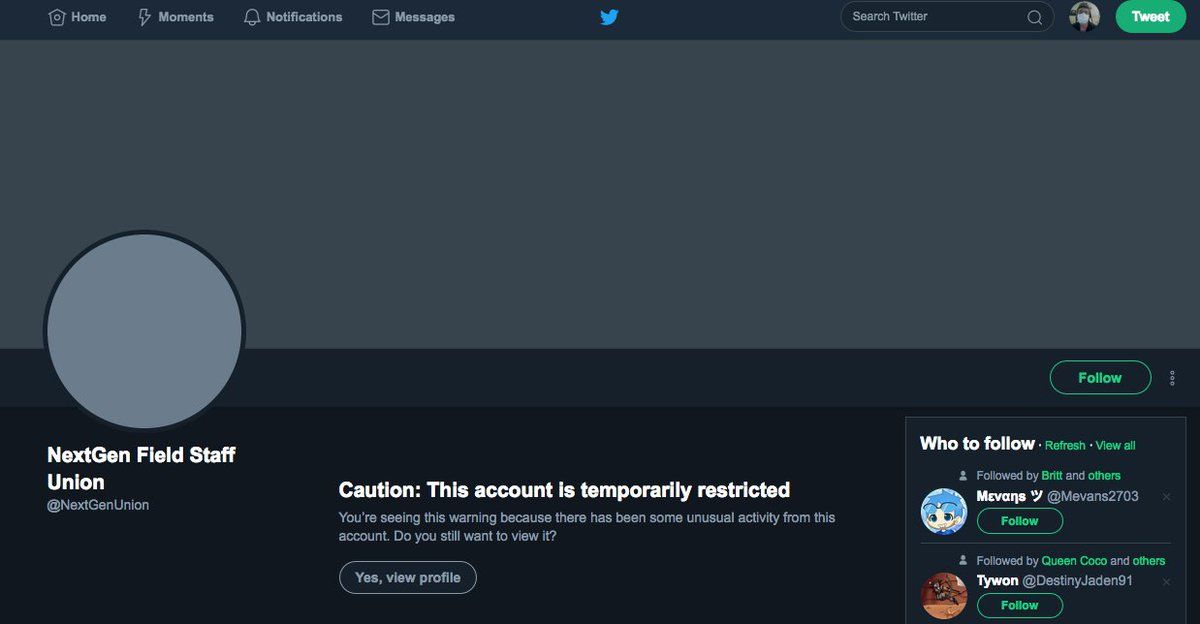 Home Moments Notifications Messages Search Twitter Tweet
Follow
NextGen Field Staff
Union
@NextGenUnion
Caution: This account is temporarily restricted
You're seeing this warning because there has been some unusual activity from this
account. Do you still want to view it?
Yes, view profile
Who to follow · Refresh · View all
Followed by Britt and others
Mεvαηs ツ @Mevans2703
Follow
Followed by Queen Coco and others
Tywon @DestinyJaden91
Follow